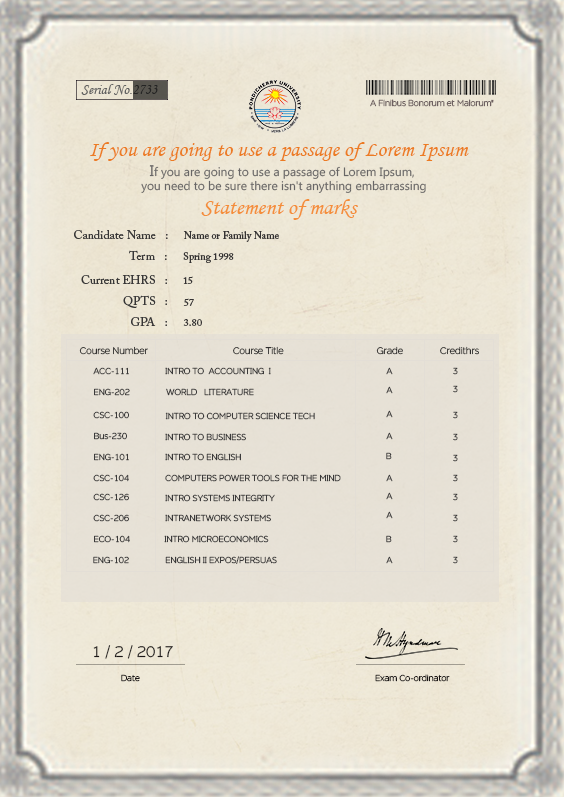 Serial No.2733
PONDICHERRY UNIVERSITY
A Finibus Bonorum et Malorum"
If you are going to use a passage of Lorem Ipsum
If you are going to use a passage of Lorem Ipsum,
you need to be sure there isn't anything embarrassing
Statement of marks
Candidate Name : Name or Family Name
Term : Spring 1998
Current EHRS : 15
QPTS : 57
GPA : 3.80
Course Number Course Title Grade Credithrs
ACC-111 INTRO TO ACCOUNTING I A 3
ENG-202 WORLD LITERATURE A 3
CSC-100 INTRO TO COMPUTER SCIENCE TECH A 3
Bus-230 INTRO TO BUSINESS A 3
ENG-101 INTRO TO ENGLISH B 3
CSC-104 COMPUTERS POWER TOOLS FOR THE MIND A 3
CSC-126 INTRO SYSTEMS INTEGRITY A 3
CSC-206 INTRANETWORK SYSTEMS A 3
ECO-104 INTRO MICROECONOMICS B 3
ENG-102 ENGLISH II EXPOS/PERSUAS A 3
1 / 2 / 2017
Date Exam Co-ordinator